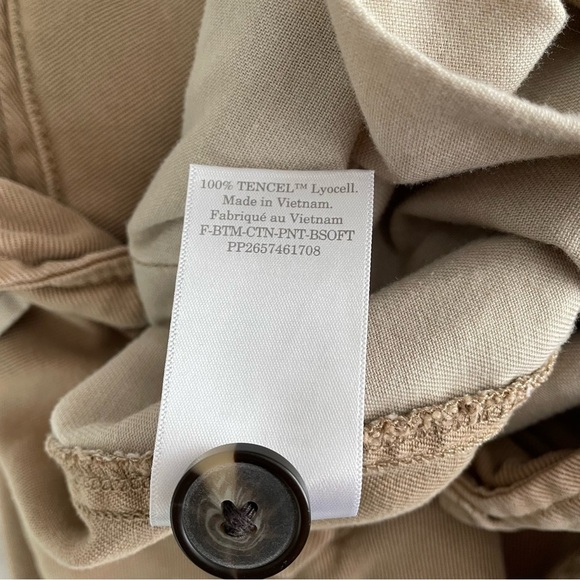 100% TENCEL™ Lyocell.
Made in Vietnam.
Fabriqué au Vietnam
F-BTM-CTN-PNT-BSOFT
PP2657461708